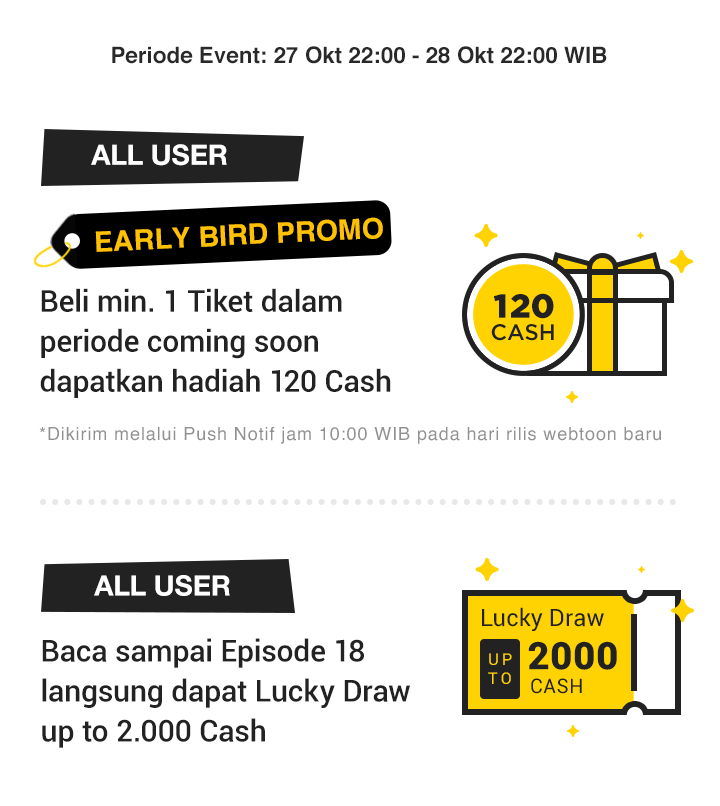 Periode Event: 27 Okt 22:00 - 28 Okt 22:00 WIB
ALL USER
EARLY BIRD PROMO
Beli min. 1 Tiket dalam
periode coming soon
dapatkan hadiah 120 Cash
120
CASH
*Dikirim melalui Push Notif jam 10:00 WIB pada hari rilis webtoon baru
ALL USER
Baca sampai Episode 18
langsung dapat Lucky Draw
up to 2.000 Cash
Lucky Draw
UP
TO
2000
CASH